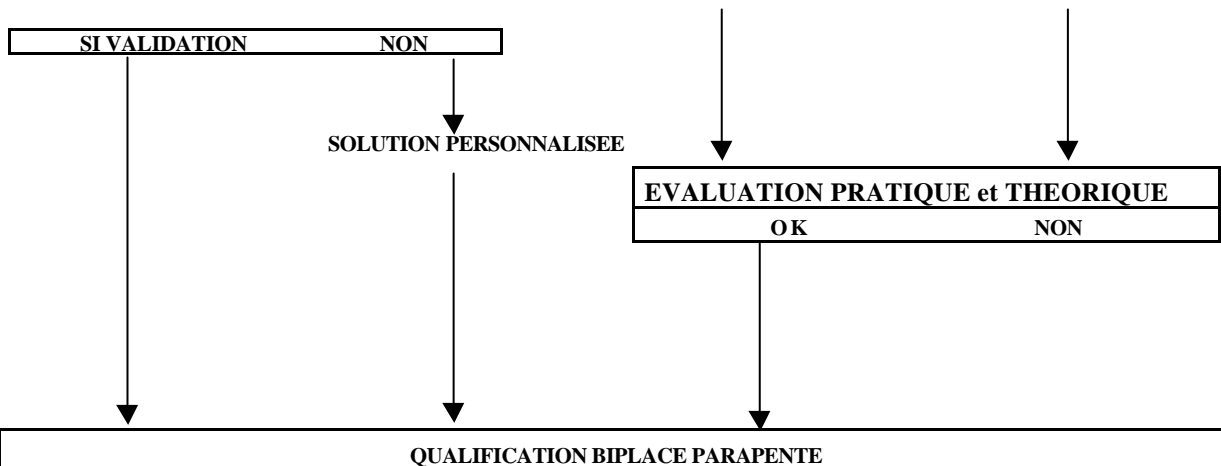 SI VALIDATION NON
SOLUTION PERSONNALISEE
EVALUATION PRATIQUE et THEORIQUE
OK NON
QUALIFICATION BIPLACE PARAPENTE